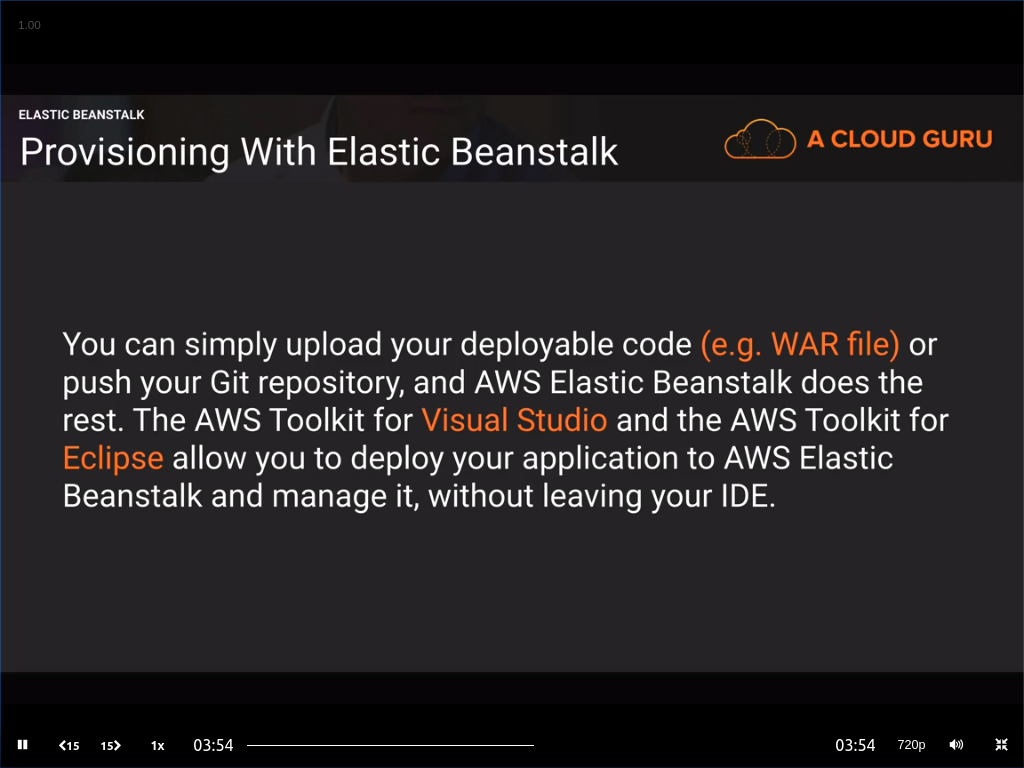 1.00
ELASTIC BEANSTALK
Provisioning With Elastic Beanstalk
A CLOUD GURU
You can simply upload your deployable code (e.g. WAR file) or
push your Git repository, and AWS Elastic Beanstalk does the
rest. The AWS Toolkit for Visual Studio and the AWS Toolkit for
Eclipse allow you to deploy your application to AWS Elastic
Beanstalk and manage it, without leaving your IDE.
15 15 1x 03:54 03:54 720p